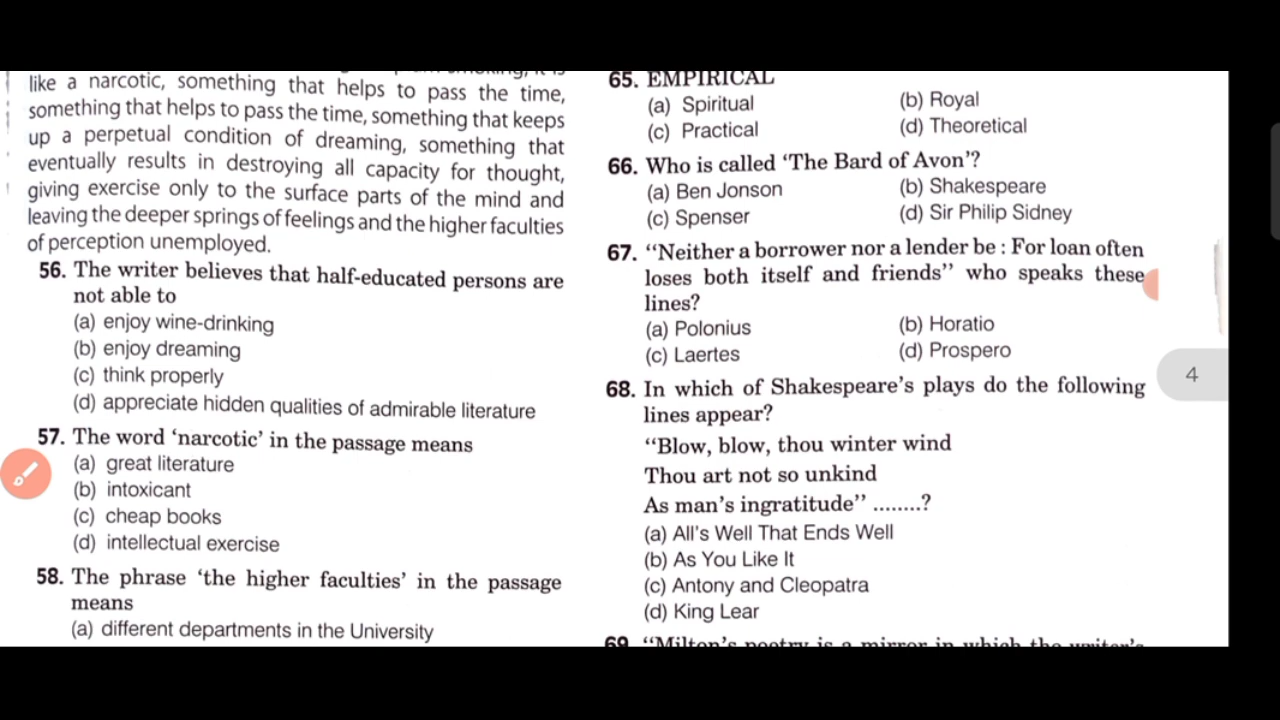 like a narcotic, something that helps to pass the time,
something that helps to pass the time, something that keeps
up a perpetual condition of dreaming, something that
eventually results in destroying all capacity for thought,
giving exercise only to the surface parts of the mind and
leaving the deeper springs of feelings and the higher faculties
of perception unemployed.
56. The writer believes that half-educated persons are
not able to
(a) enjoy wine-drinking
(b) enjoy dreaming
(c) think properly
(d) appreciate hidden qualities of admirable literature
57. The word ‘narcotic’ in the passage means
(a) great literature
(b) intoxicant
(c) cheap books
(d) intellectual exercise
58. The phrase ‘the higher faculties’ in the passage
means
(a) different departments in the University
65. EMPIRICAL
(a) Spiritual (b) Royal
(c) Practical (d) Theoretical
66. Who is called ‘The Bard of Avon’?
(a) Ben Jonson (b) Shakespeare
(c) Spenser (d) Sir Philip Sidney
67. “Neither a borrower nor a lender be : For loan often
loses both itself and friends” who speaks these
lines?
(a) Polonius (b) Horatio
(c) Laertes (d) Prospero
68. In which of Shakespeare’s plays do the following
lines appear?
“Blow, blow, thou winter wind
Thou art not so unkind
As man’s ingratitude” ........?
(a) All's Well That Ends Well
(b) As You Like It
(c) Antony and Cleopatra
(d) King Lear
69. “Milton’s poetry is a mirror in which the writer’s
4